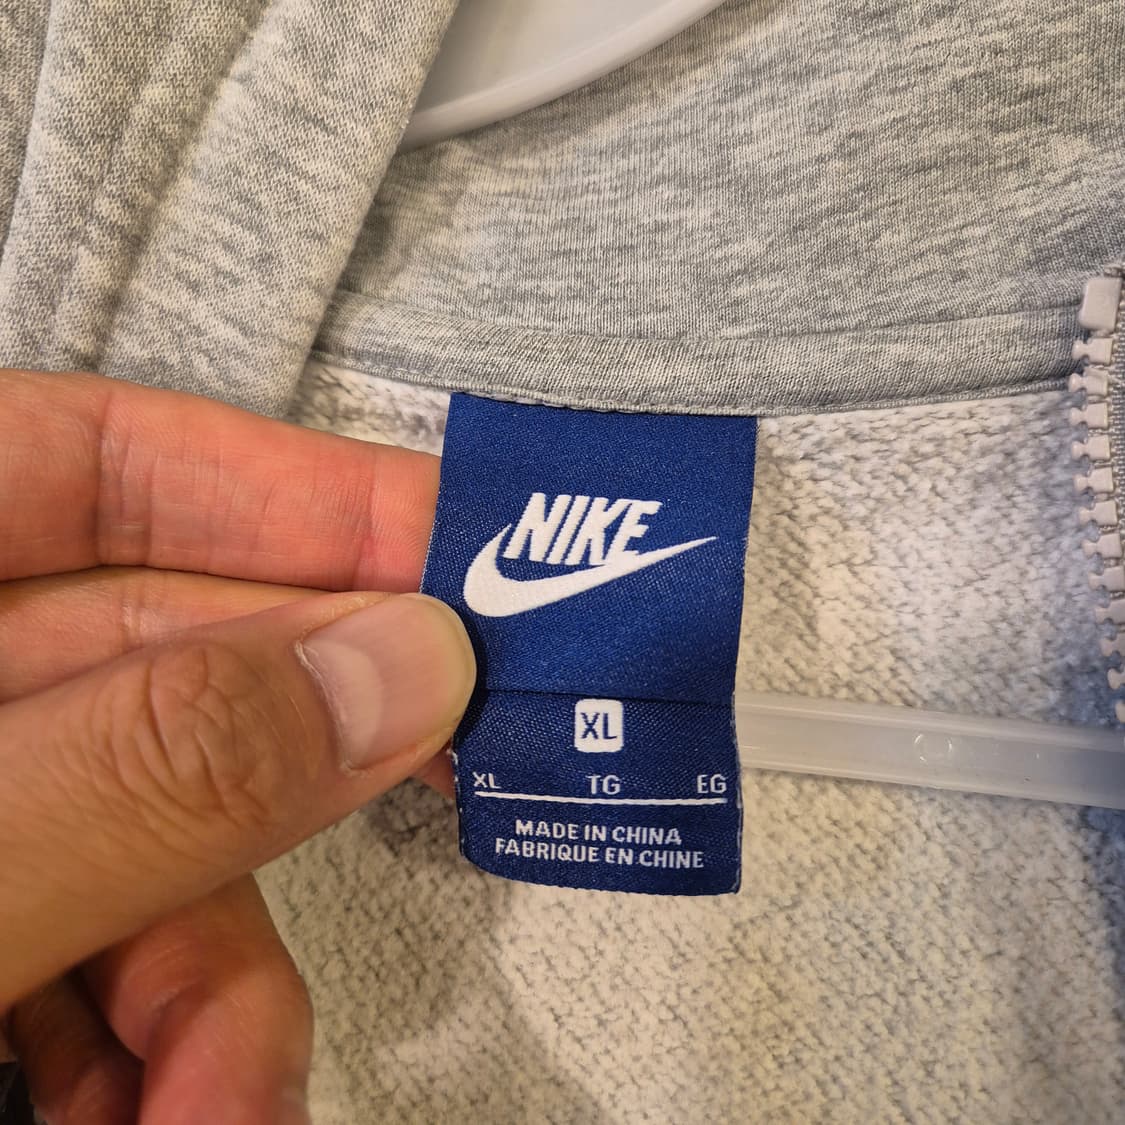 NIKE
XL
XL TG EG
MADE IN CHINA
FABRIQUE EN CHINE